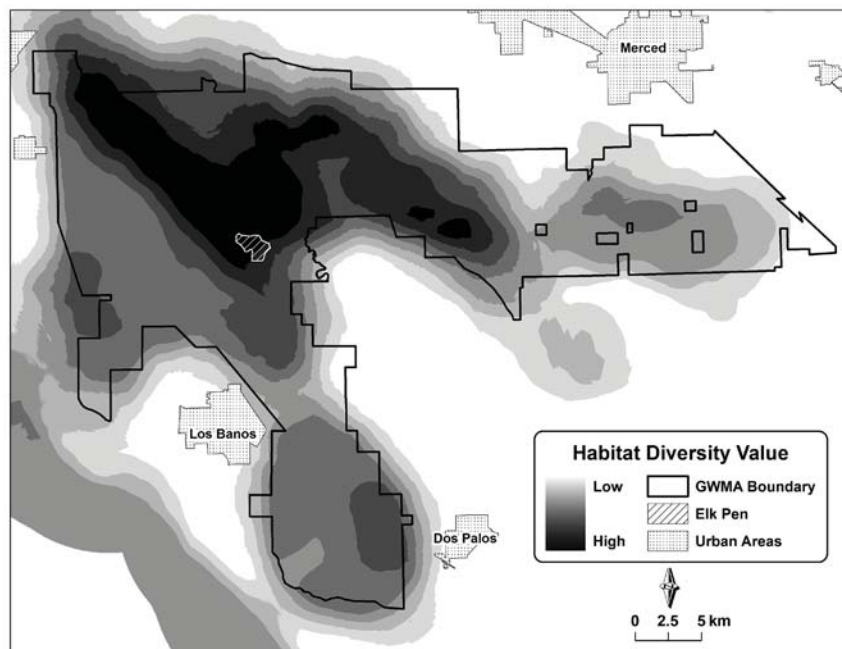 Merced
Los Banos
Dos Palos
Habitat Diversity Value
Low
High
GWMA Boundary
Elk Pen
Urban Areas
0 2.5 5 km